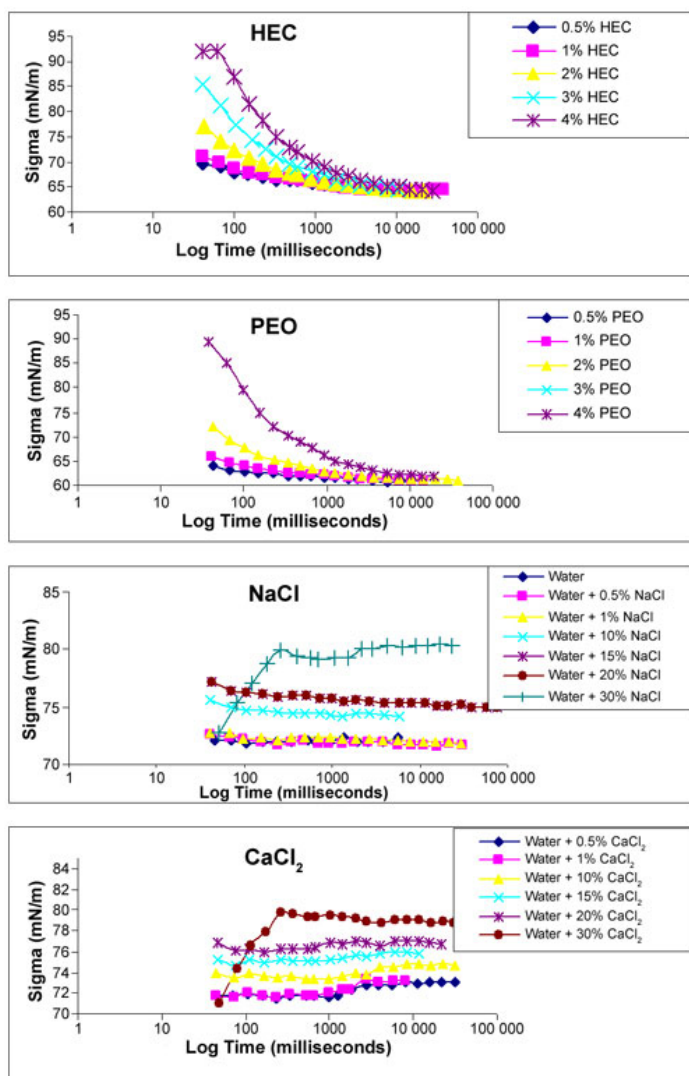 HEC
0.5% HEC
1% HEC
2% HEC
3% HEC
4% HEC
Sigma (mN/m)
95
90
85
80
75
70
65
60
1 10 100 1000 10 000 100 000
Log Time (milliseconds)
PEO
0.5% PEO
1% PEO
2% PEO
3% PEO
4% PEO
Sigma (mN/m)
95
90
85
80
75
70
65
60
1 10 100 1000 10 000 100 000
Log Time (milliseconds)
NaCl
Water
Water + 0.5% NaCl
Water + 1% NaCl
Water + 10% NaCl
Water + 15% NaCl
Water + 20% NaCl
Water + 30% NaCl
Sigma (mN/m)
85
80
75
70
1 10 100 1000 10 000 100 000
Log Time (milliseconds)
CaCl₂
Water + 0.5% CaCl₂
Water + 1% CaCl₂
Water + 10% CaCl₂
Water + 15% CaCl₂
Water + 20% CaCl₂
Water + 30% CaCl₂
Sigma (mN/m)
84
82
80
78
76
74
72
70
1 10 100 1000 10 000 100 000
Log Time (milliseconds)